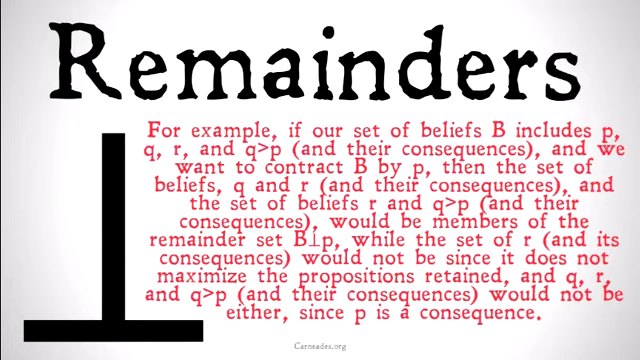 Remainders
For example, if our set of beliefs B includes p,
q, r, and q>p (and their consequences), and we
want to contract B by p, then the set of
beliefs, q and r (and their consequences), and
the set of beliefs r and q>p (and their
consequences), would be members of the
remainder set B⊥p, while the set of r (and its
consequences) would not be since it does not
maximize the propositions retained, and q, r,
and q>p (and their consequences) would not be
either, since p is a consequence.
⊥
Carneades.org